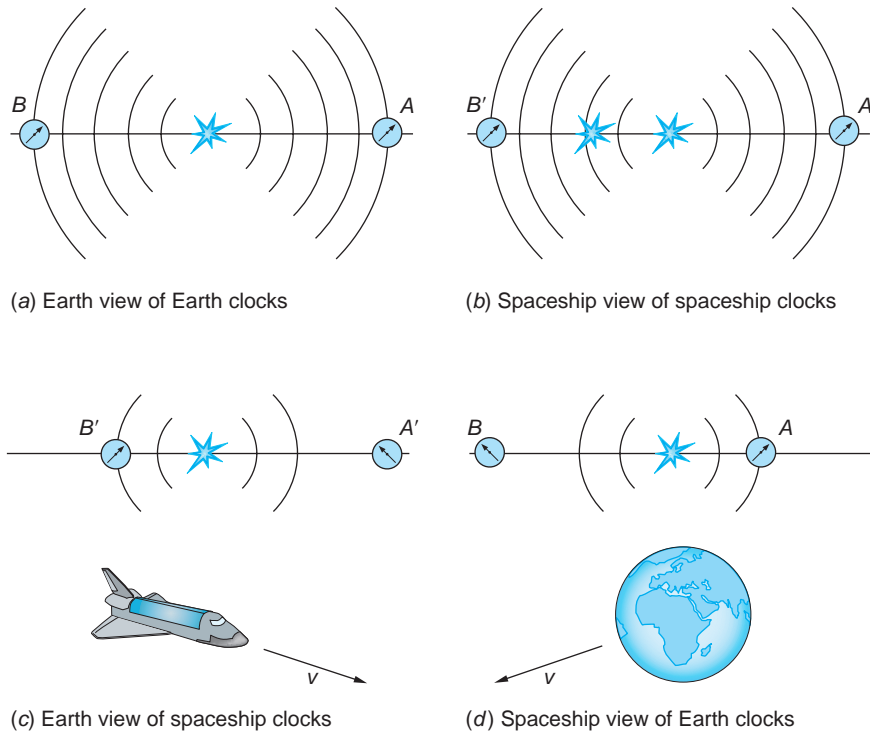 B
A
B′
A
(a) Earth view of Earth clocks
(b) Spaceship view of spaceship clocks
B′
A′
B
A
v
v
(c) Earth view of spaceship clocks
(d) Spaceship view of Earth clocks